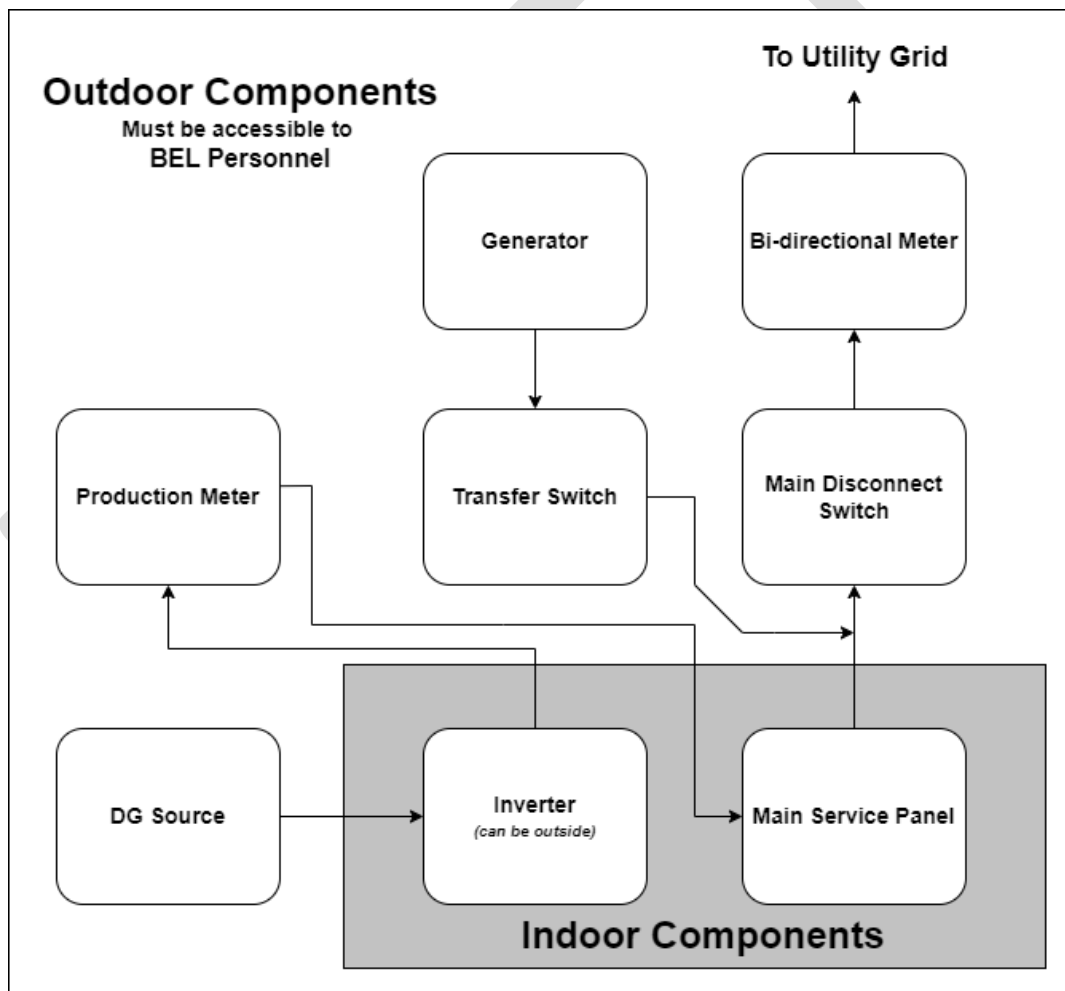 To Utility Grid
Outdoor Components
Must be accessible to
BEL Personnel
Generator
Bi-directional Meter
Production Meter
Transfer Switch
Main Disconnect
Switch
DG Source
Inverter
(can be outside)
Main Service Panel
Indoor Components